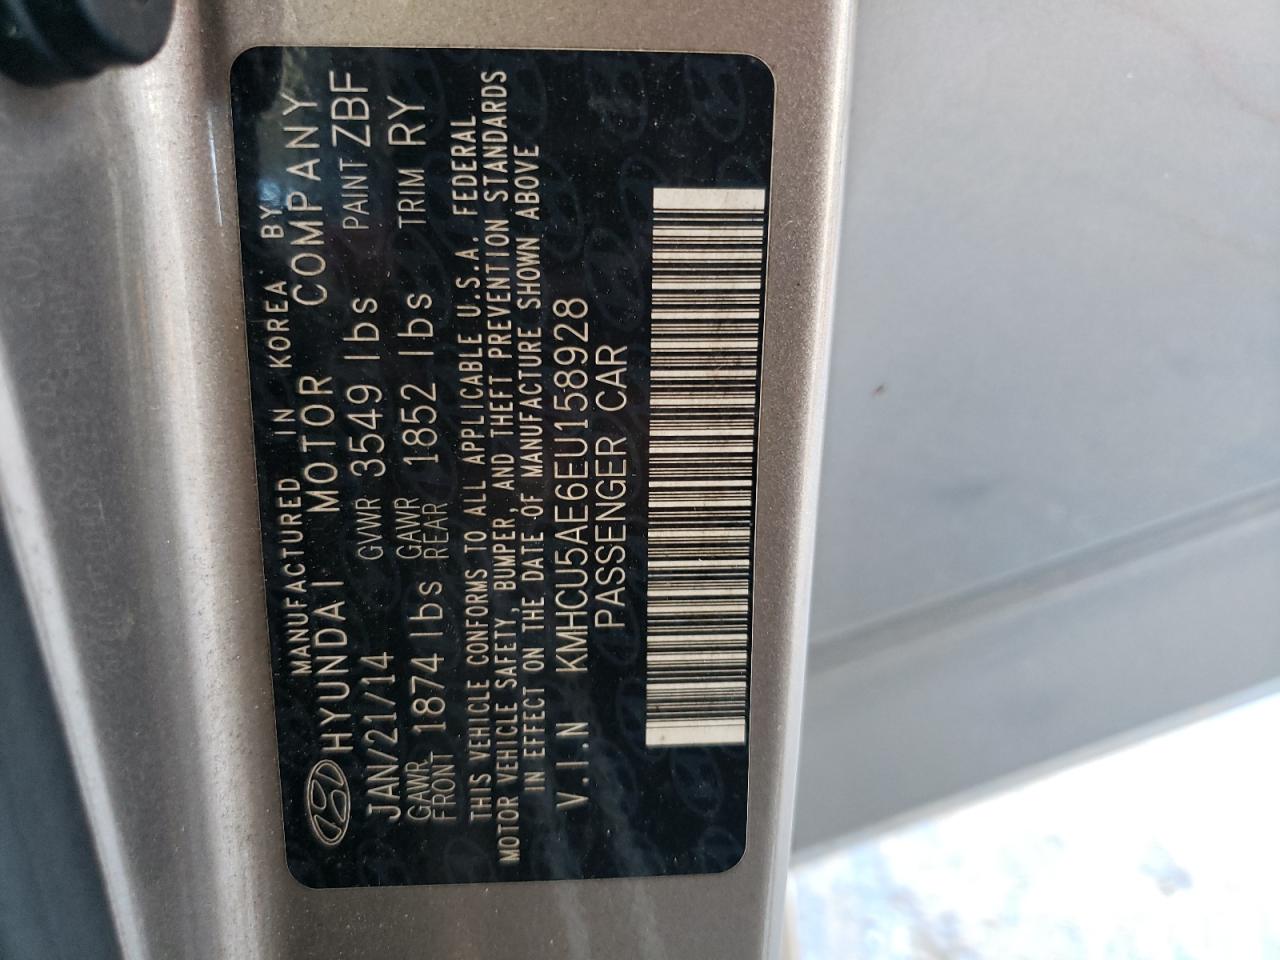 MANUFACTURED IN KOREA BY
HYUNDAI MOTOR COMPANY
JAN/21/14 GVWR 3549 lbs PAINT ZBF
GAWR FRONT 1874 lbs GAWR REAR 1852 lbs TRIM RY
THIS VEHICLE CONFORMS TO ALL APPLICABLE U.S.A. FEDERAL
MOTOR VEHICLE SAFETY, BUMPER, AND THEFT PREVENTION STANDARDS
IN EFFECT ON THE DATE OF MANUFACTURE SHOWN ABOVE
V.I.N KMHCU5AE6EU158928
PASSENGER CAR